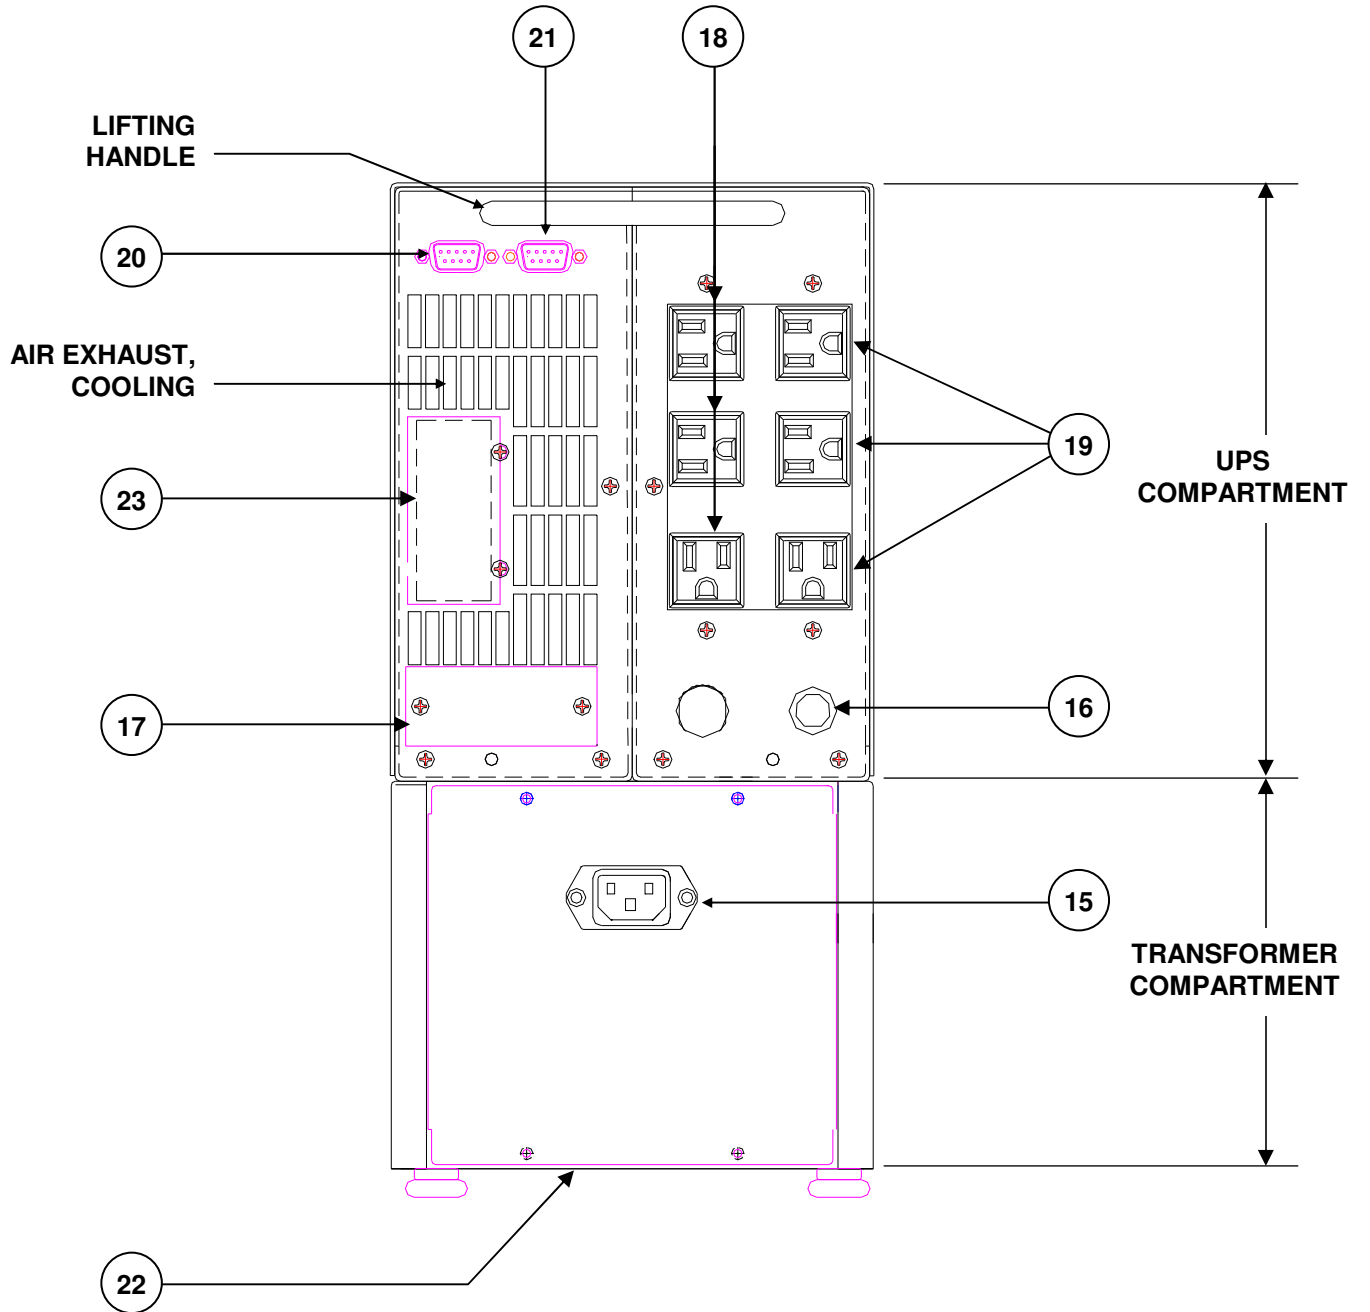 21
18
LIFTING
HANDLE
20
AIR EXHAUST,
COOLING
19
UPS
COMPARTMENT
23
17
16
15
TRANSFORMER
COMPARTMENT
22